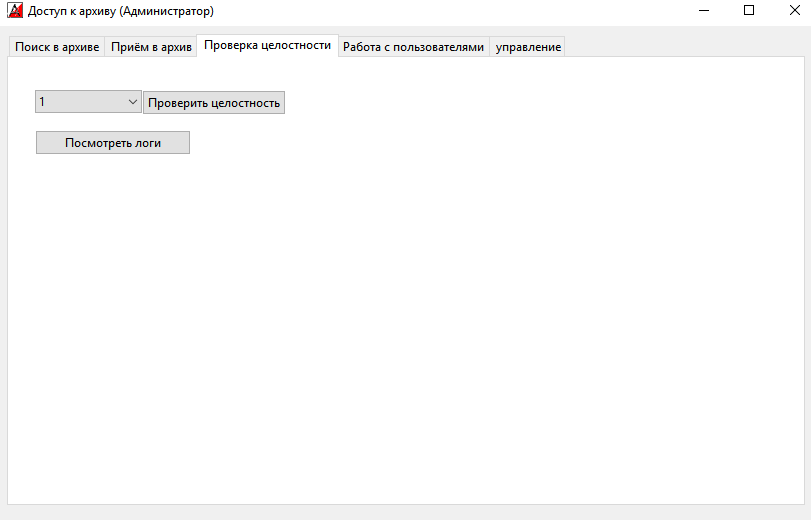 Доступ к архиву (Администратор)
Поиск в архиве Приём в архив Проверка целостности Работа с пользователями управление
1 Проверить целостность
Посмотреть логи